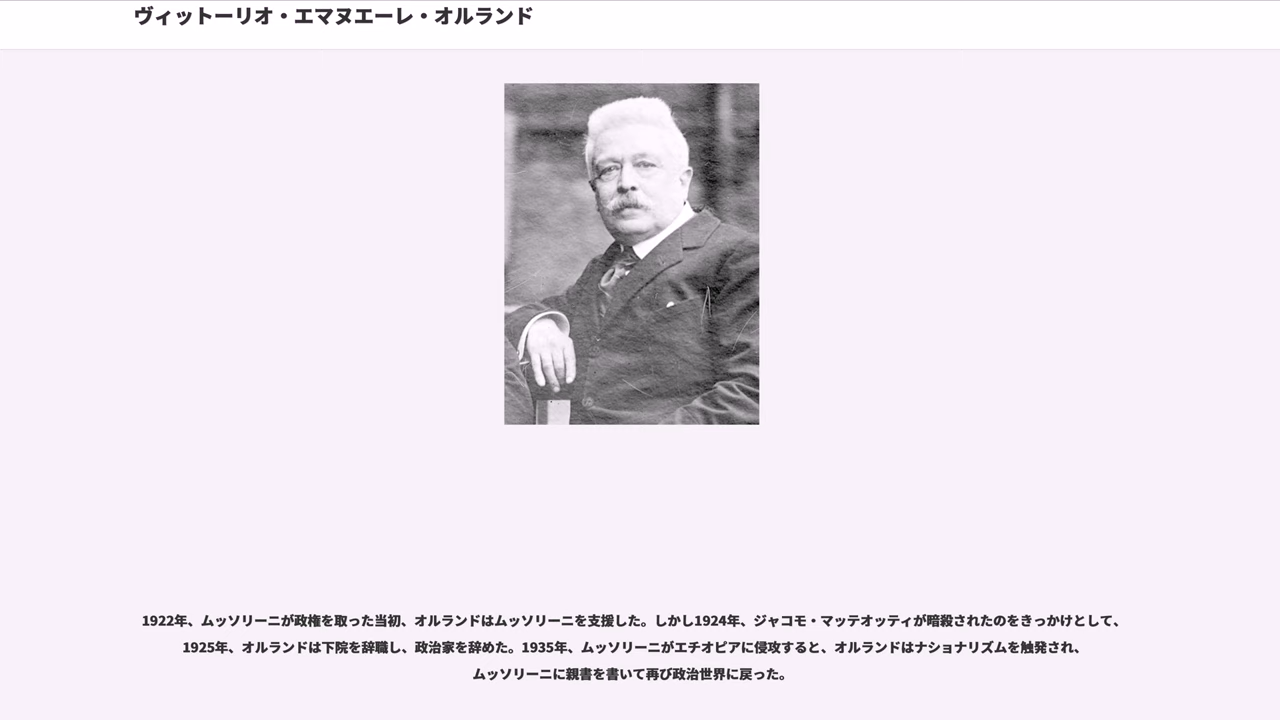 ヴィットーリオ・エマヌエーレ・オルランド
1922年、ムッソリーニが政権を取った当初、オルランドはムッソリーニを支援した。しかし1924年、ジャコモ・マッテオッティが暗殺されたのをきっかけとして、
1925年、オルランドは下院を辞職し、政治家を辞めた。1935年、ムッソリーニがエチオピアに侵攻すると、オルランドはナショナリズムを触発され、
ムッソリーニに親書を書いて再び政治世界に戻った。